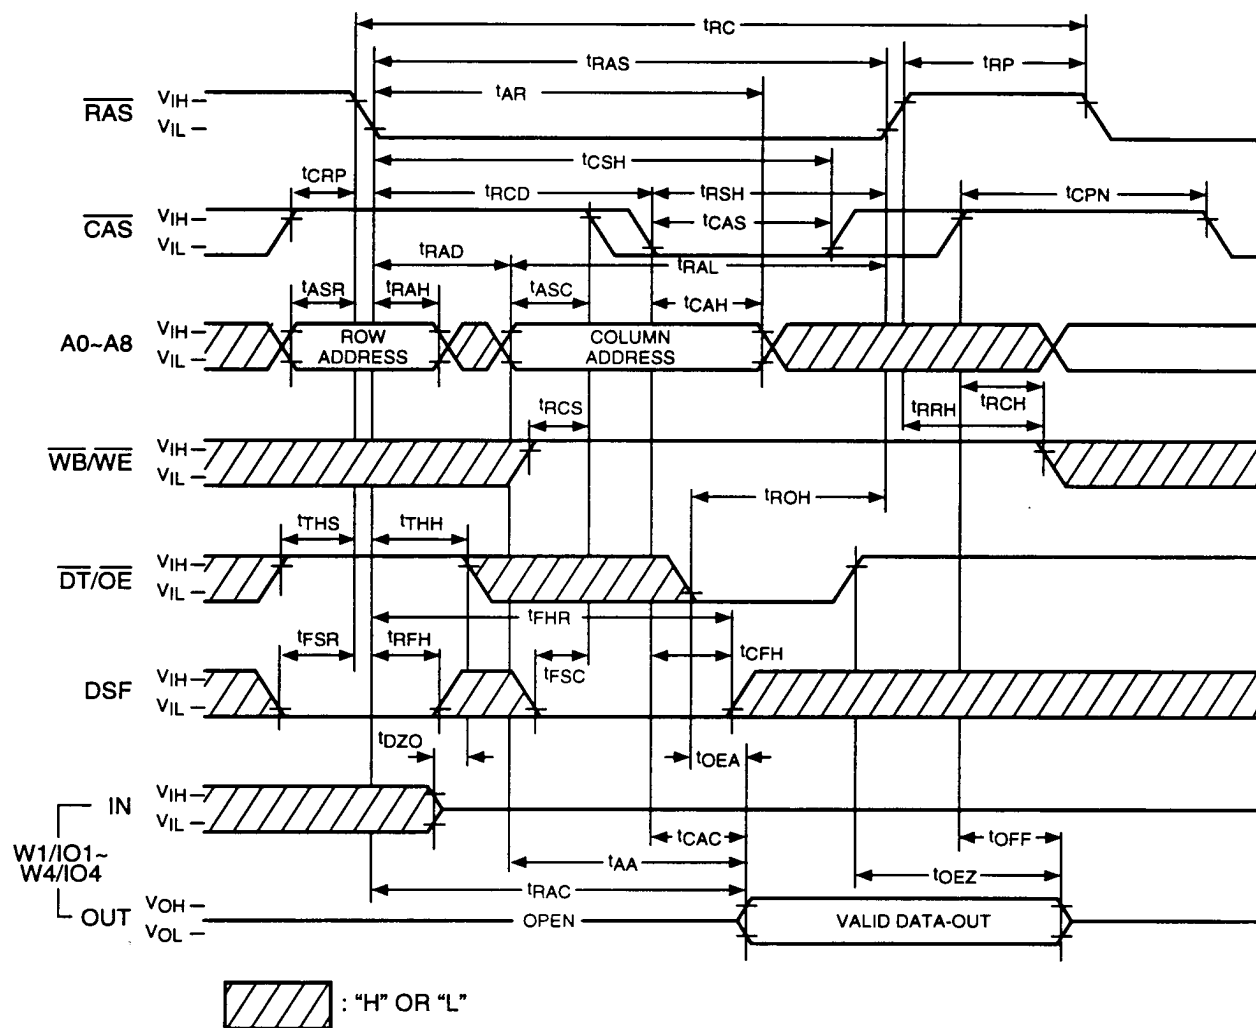 tRC
tRAS
tRP
tAR
RAS
VIH
VIL
tCSH
tCRP
tRCD
tRSH
tCPN
CAS
VIH
VIL
tCAS
tRAD
tRAL
tASR
tRAH
tASC
tCAH
A0~A8
VIH
VIL
ROW
ADDRESS
COLUMN
ADDRESS
tRCS
tRRH
tRCH
WB/WE
VIH
VIL
tROH
tTHS
tTHH
DT/OE
VIH
VIL
tFHR
tFSR
tRFH
tFSC
tCFH
DSF
VIH
VIL
tDZO
tOEA
IN
VIH
VIL
W1/IO1~
W4/IO4
tCAC
tOFF
tAA
tOEZ
tRAC
OUT
VOH
VOL
OPEN
VALID DATA-OUT
: "H" OR "L"